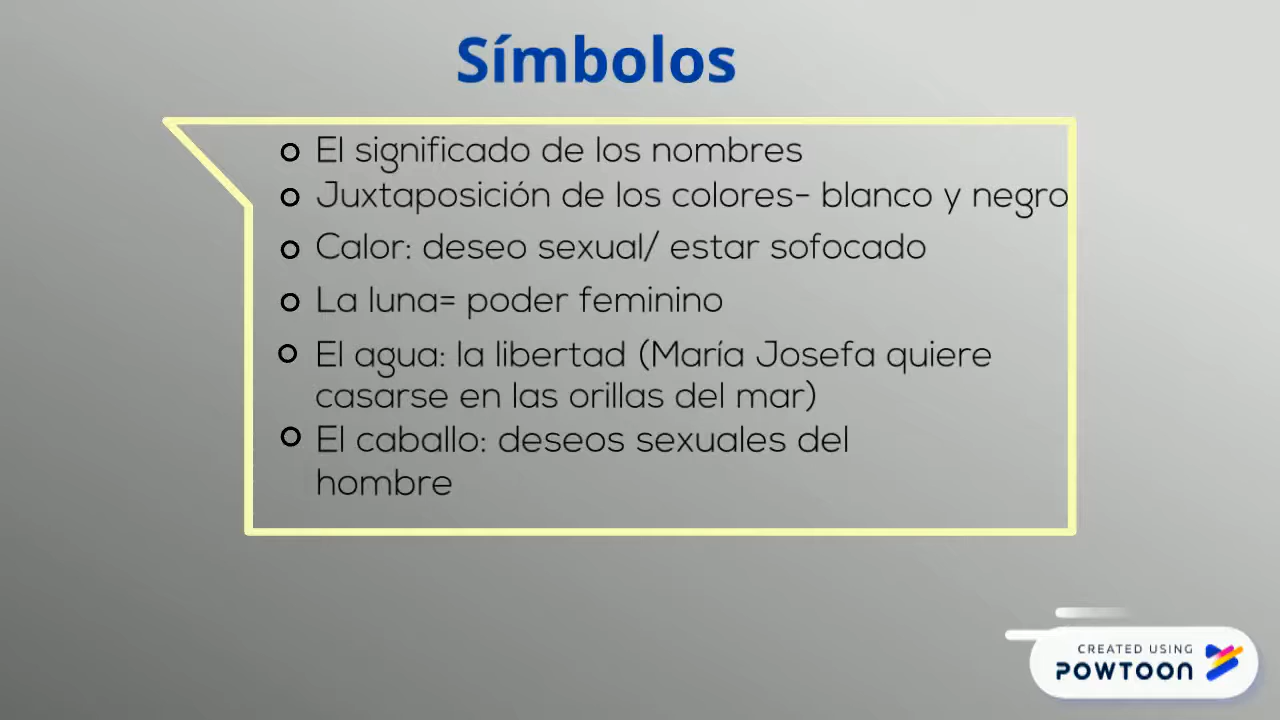 Símbolos
El significado de los nombres
Juxtaposición de los colores- blanco y negro
Calor: deseo sexual/ estar sofocado
La luna= poder feminino
El agua: la libertad (María Josefa quiere
casarse en las orillas del mar)
El caballo: deseos sexuales del
hombre
CREATED USING
POWTOON